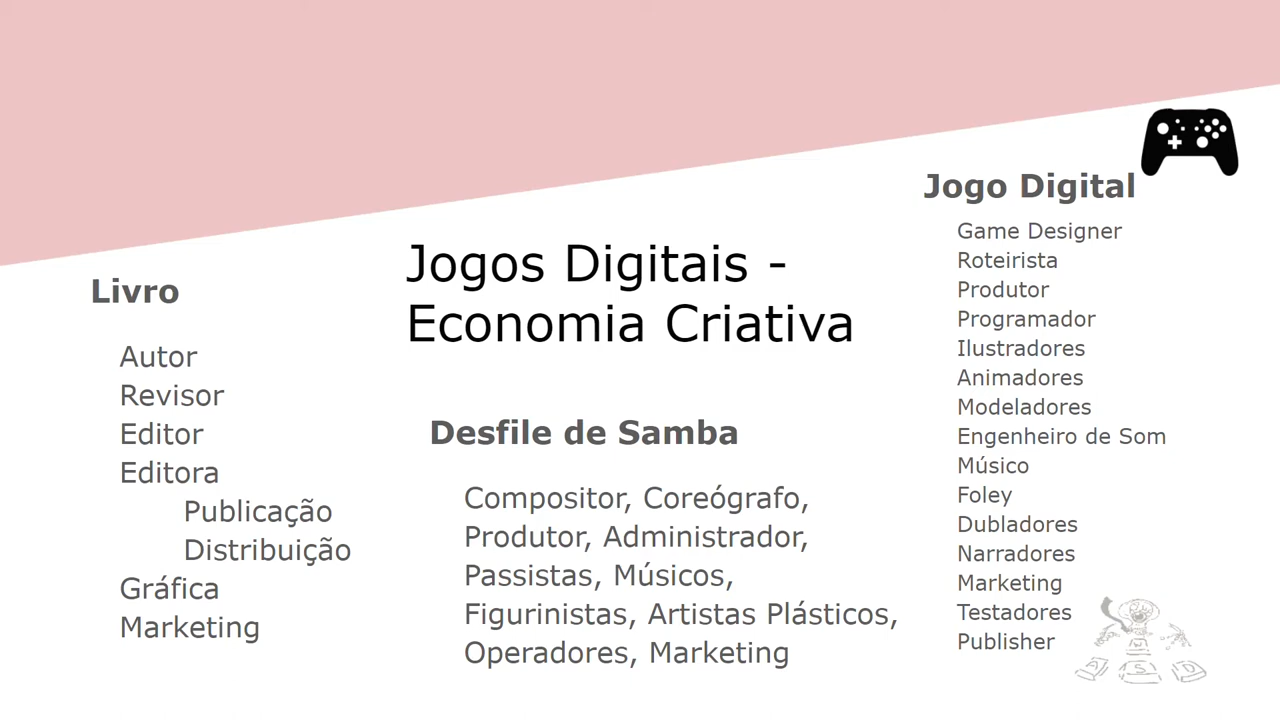 Jogos Digitais -
Economia Criativa
Livro
Autor
Revisor
Editor
Editora
Publicação
Distribuição
Gráfica
Marketing
Desfile de Samba
Compositor, Coreógrafo,
Produtor, Administrador,
Passistas, Músicos,
Figurinistas, Artistas Plásticos,
Operadores, Marketing
Jogo Digital
Game Designer
Roteirista
Produtor
Programador
Ilustradores
Animadores
Modeladores
Engenheiro de Som
Músico
Foley
Dubladores
Narradores
Marketing
Testadores
Publisher
W
A S D